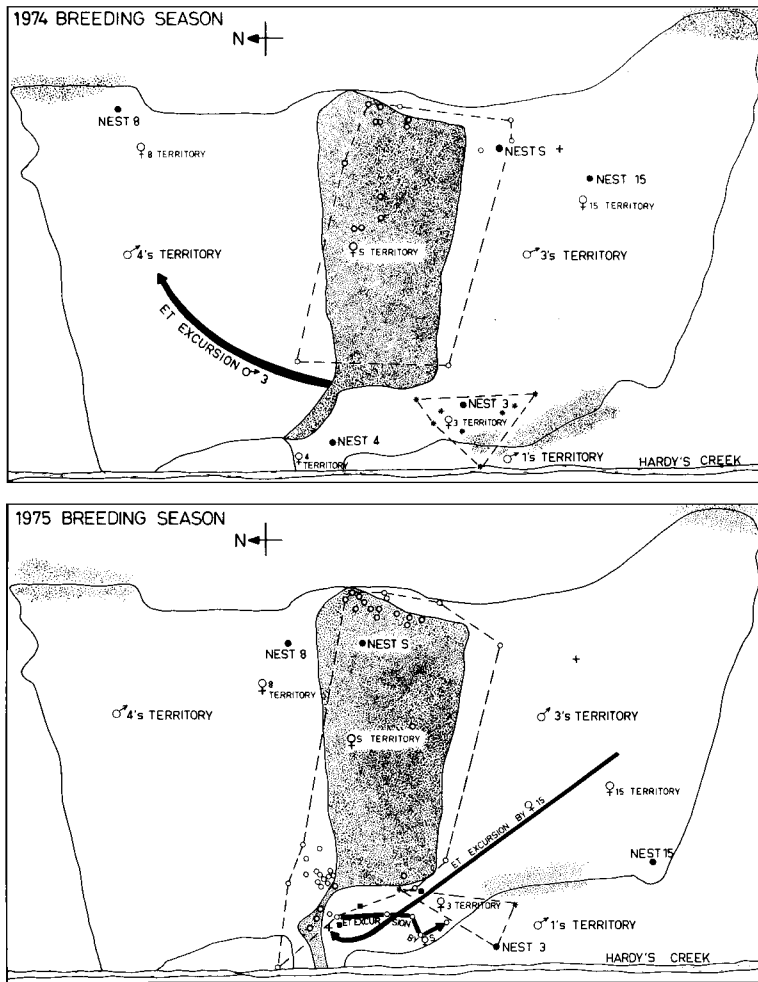 1974 BREEDING SEASON
N
NEST 8
♀8 TERRITORY
NEST S
NEST 15
♀15 TERRITORY
♂4's TERRITORY
♀S TERRITORY
♂3's TERRITORY
ET EXCURSION ♂3
NEST 3
♀3 TERRITORY
NEST 4
♀4 TERRITORY
♂1's TERRITORY
HARDY'S CREEK
1975 BREEDING SEASON
N
NEST 8
NEST S
♀8 TERRITORY
♂4's TERRITORY
♀S TERRITORY
♂3's TERRITORY
ET EXCURSION BY ♀15
♀15 TERRITORY
NEST 15
♀3 TERRITORY
ET EXCURSION
BY ♀S
♂1's TERRITORY
NEST 3
HARDY'S CREEK